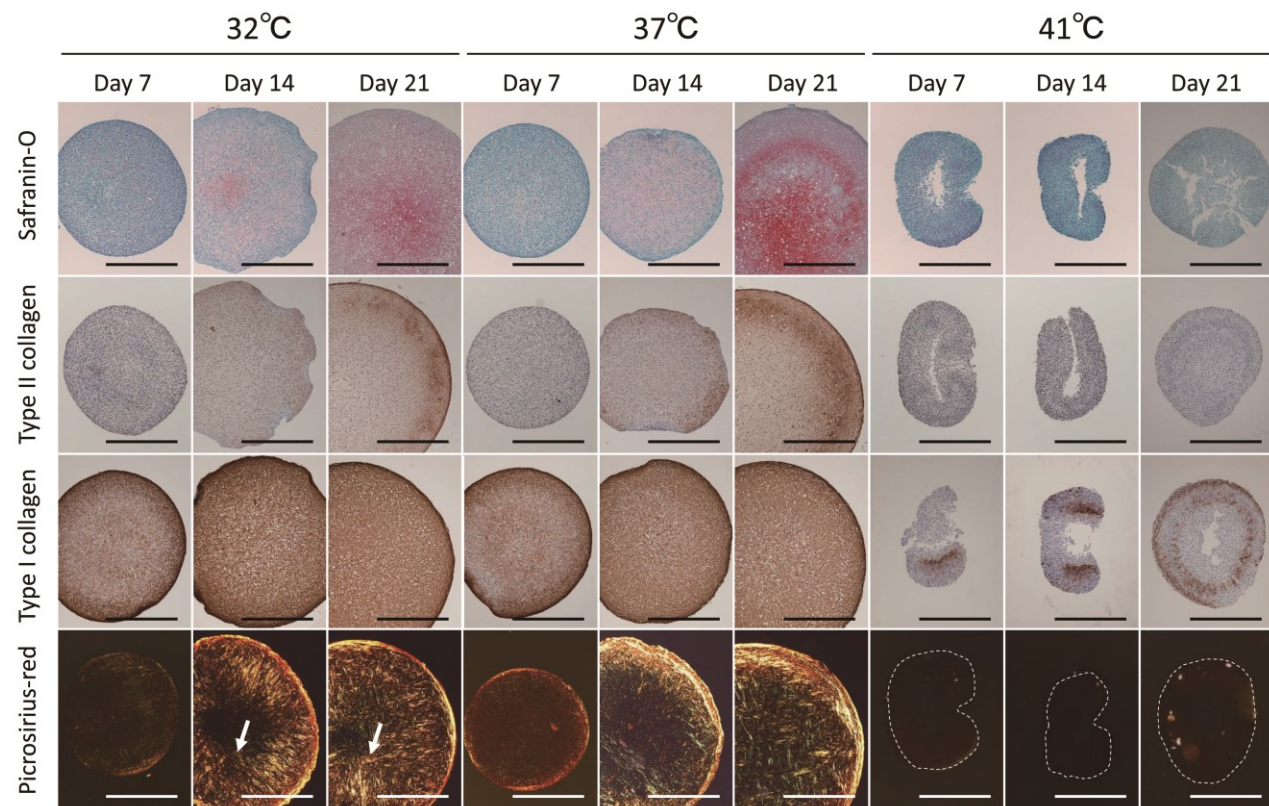 32℃ 37℃ 41℃
Day 7 Day 14 Day 21 Day 7 Day 14 Day 21 Day 7 Day 14 Day 21
Safranin-O
Type II collagen
Type I collagen
Picrosirius-red